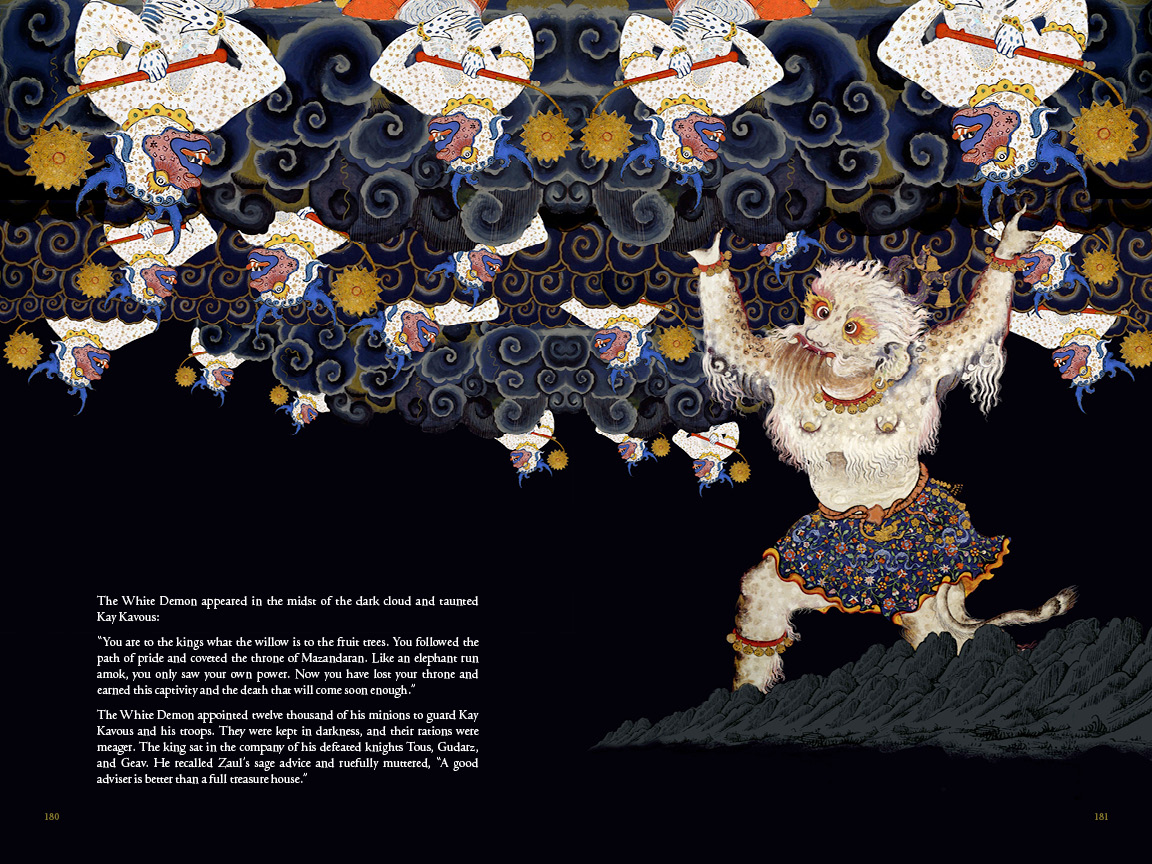 The White Demon appeared in the midst of the dark cloud and taunted
Kay Kavous:
“You are to the kings what the willow is to the fruit trees. You followed the
path of pride and coveted the throne of Mazandaran. Like an elephant run
amok, you only saw your own power. Now you have lost your throne and
earned this captivity and the death that will come soon enough.”
The White Demon appointed twelve thousand of his minions to guard Kay
Kavous and his troops. They were kept in darkness, and their rations were
meager. The king sat in the company of his defeated knights Tous, Gudarz,
and Geav. He recalled Zaul’s sage advice and ruefully muttered, “A good
adviser is better than a full treasure house.”
180
181